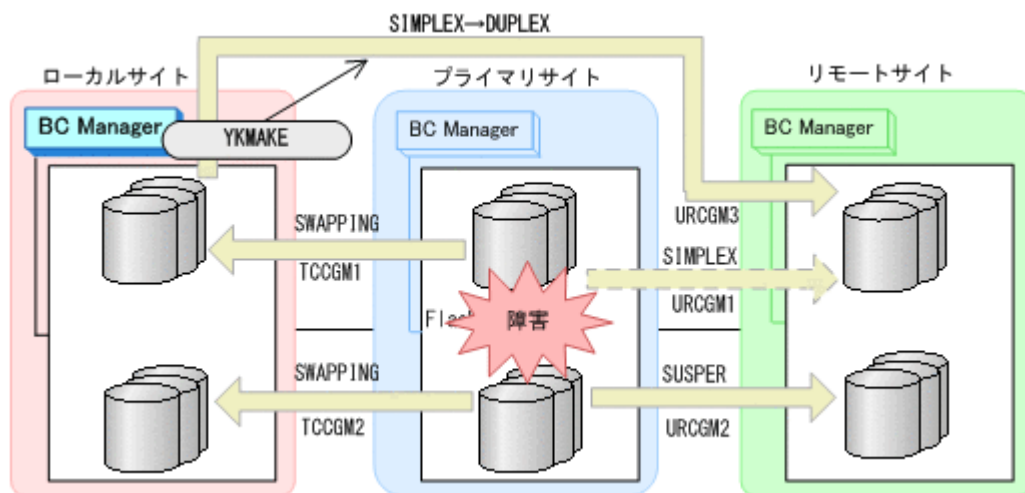 SIMPLEX→DUPLEX
ローカルサイト
プライマリサイト
リモートサイト
BC Manager
YKMAKE
BC Manager
BC Manager
SWAPPING
TCCGM1
URCGM3
SIMPLEX
URCGM1
障害
SWAPPING
TCCGM2
SUSPER
URCGM2